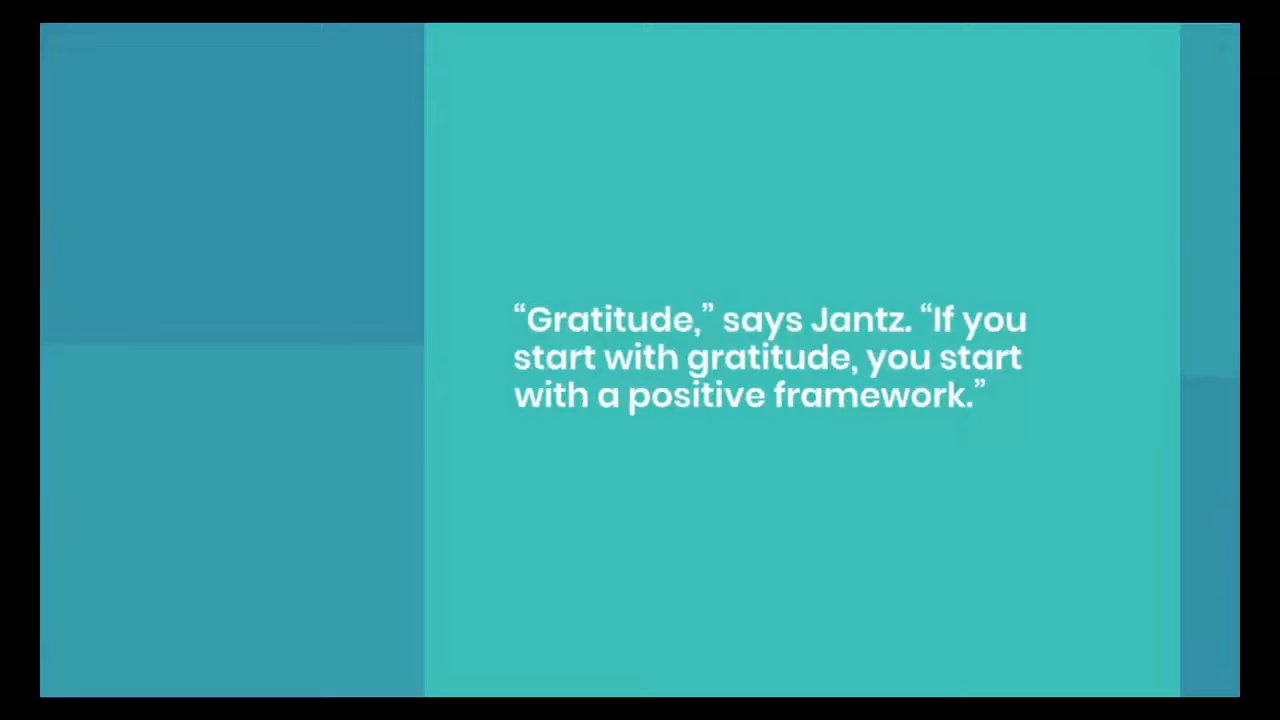 “Gratitude,” says Jantz. “If you
start with gratitude, you start
with a positive framework.”